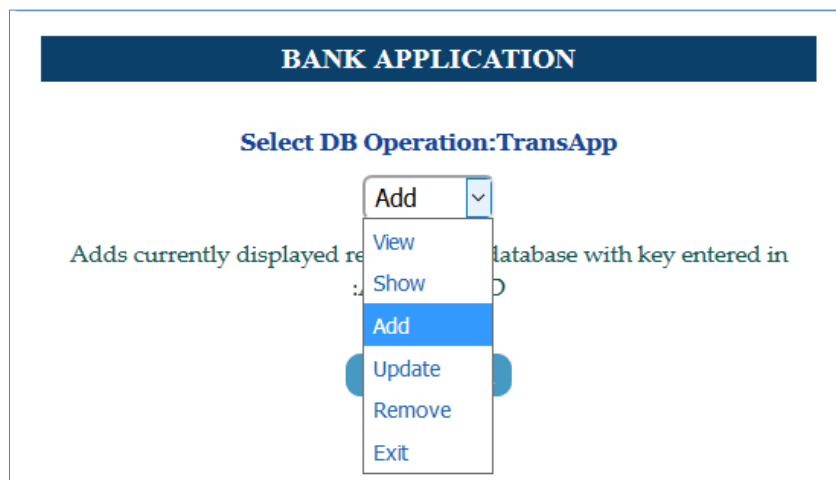 BANK APPLICATION
Select DB Operation:TransApp
Add
View
Adds currently displayed re database with key entered in
Show
Add
Update
Remove
Exit